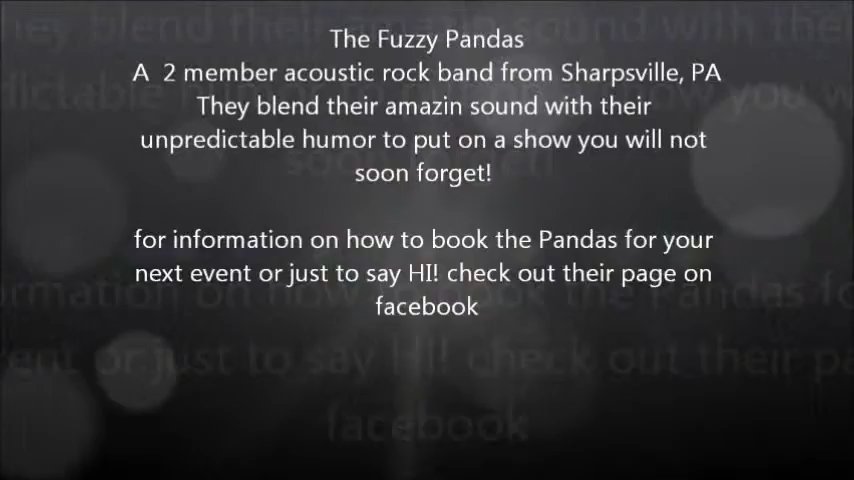 The Fuzzy Pandas
A  2 member acoustic rock band from Sharpsville, PA
They blend their amazin sound with their
unpredictable humor to put on a show you will not
soon forget!
for information on how to book the Pandas for your
next event or just to say HI! check out their page on
facebook